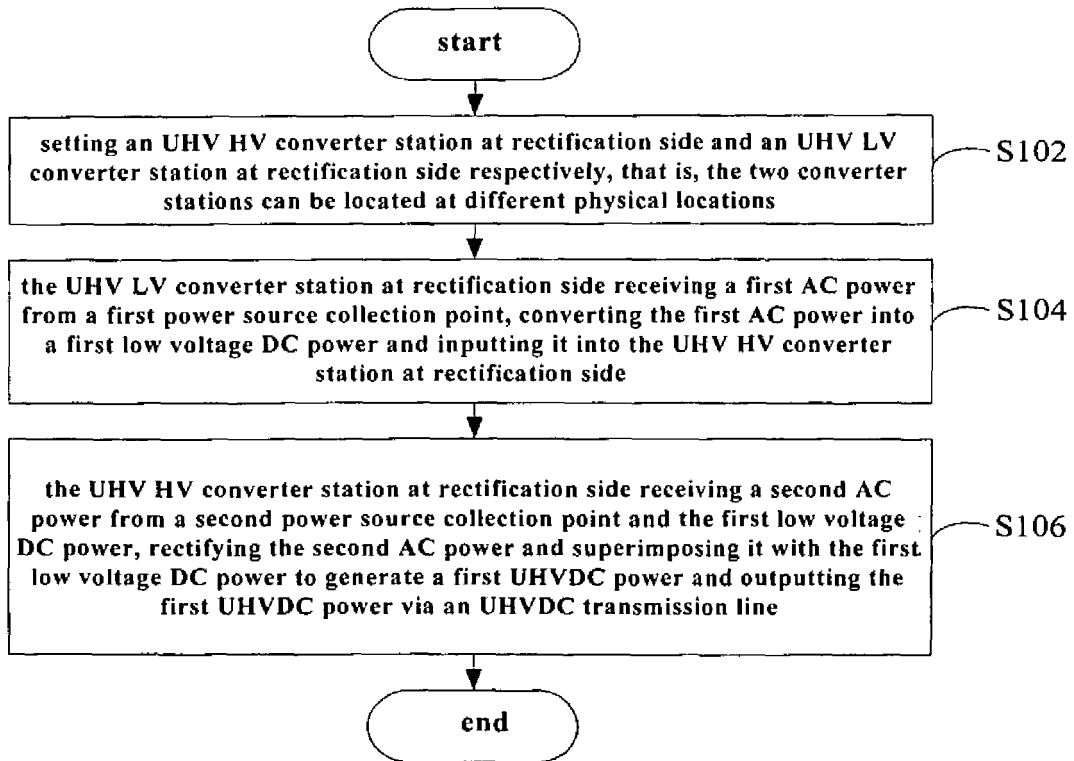 start
setting an UHV HV converter station at rectification side and an UHV LV
converter station at rectification side respectively, that is, the two converter
stations can be located at different physical locations
S102
the UHV LV converter station at rectification side receiving a first AC power
from a first power source collection point, converting the first AC power into
a first low voltage DC power and inputting it into the UHV HV converter
station at rectification side
S104
the UHV HV converter station at rectification side receiving a second AC
power from a second power source collection point and the first low voltage
DC power, rectifying the second AC power and superimposing it with the first
low voltage DC power to generate a first UHVDC power and outputting the
first UHVDC power via an UHVDC transmission line
S106
end